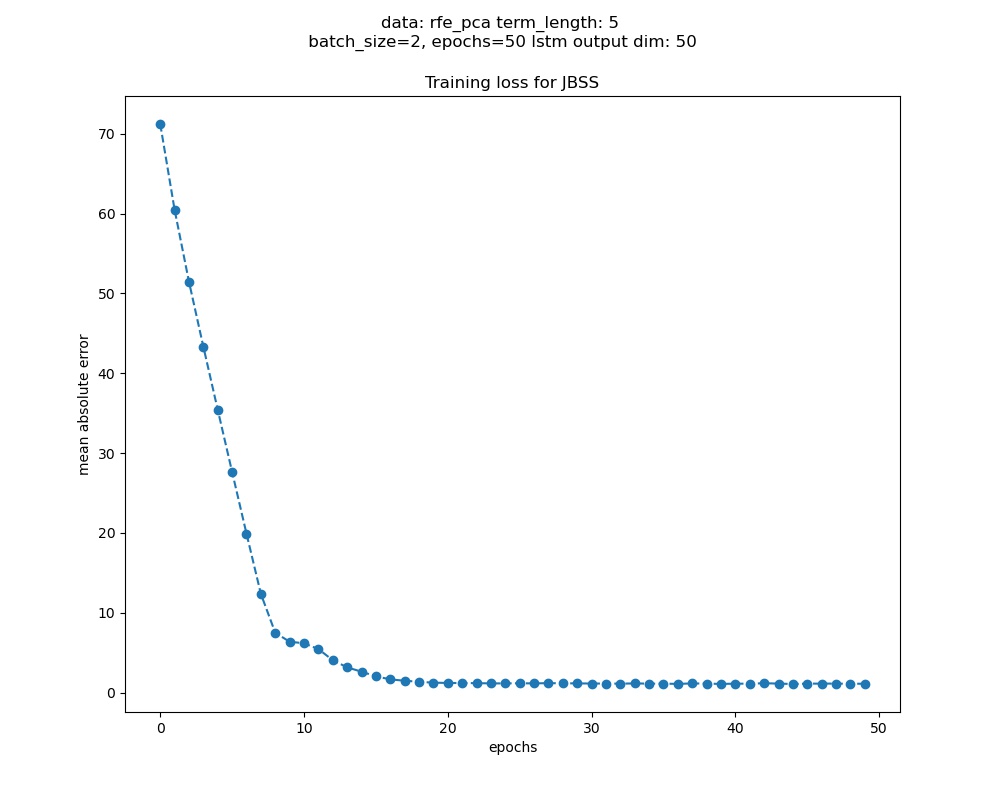 data: rfe_pca term_length: 5
batch_size=2, epochs=50 lstm output dim: 50
Training loss for JBSS
70
60
50
40
30
20
10
0
mean absolute error
0 10 20 30 40 50
epochs